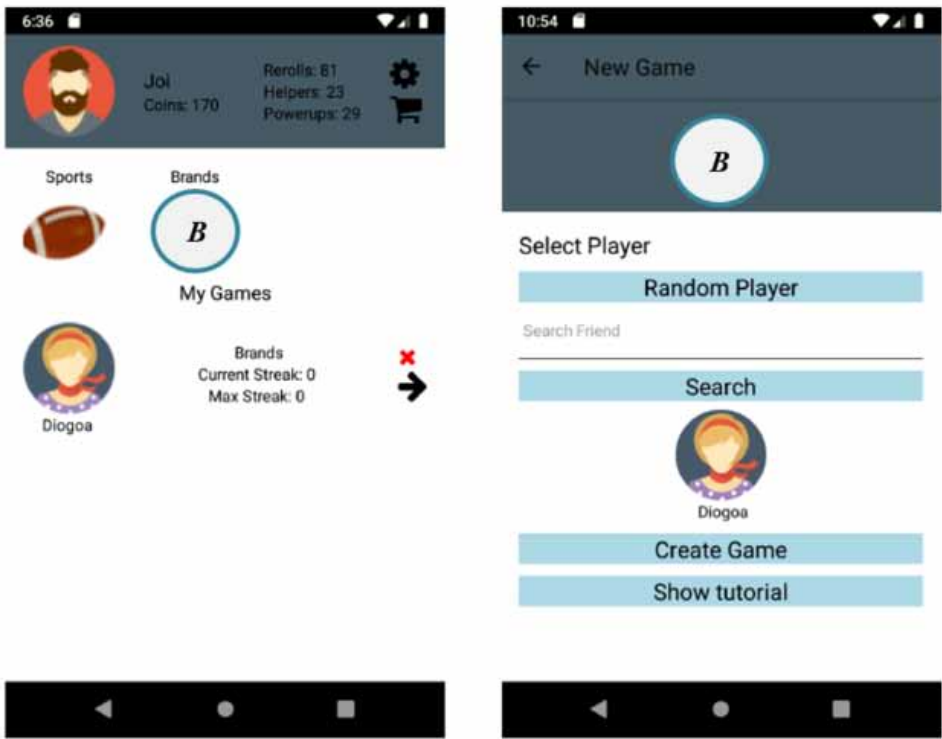 6:36
Joi
Coins: 170
Rerolls: 81
Helpers: 23
Powerups: 29
Sports
Brands
B
My Games
Brands
Current Streak: 0
Max Streak: 0
Diogoa
10:54
New Game
B
Select Player
Random Player
Search Friend
Search
Diogoa
Create Game
Show tutorial